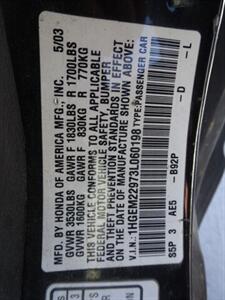 MFD. BY HONDA OF AMERICA MFG., INC. 5/03
GVWR 3530LBS GAWR F 1830LBS R 1700LBS
GVWR 1600KG GAWR F 830KG R 770KG
THIS VEHICLE CONFORMS TO ALL APPLICABLE
FEDERAL MOTOR VEHICLE SAFETY, BUMPER
AND THEFT PREVENTION STANDARDS IN EFFECT
ON THE DATE OF MANUFACTURE SHOWN ABOVE.
1HGEM22973L060198 PASSENGER CAR
B92P
S5P 3 AE5 - D - L